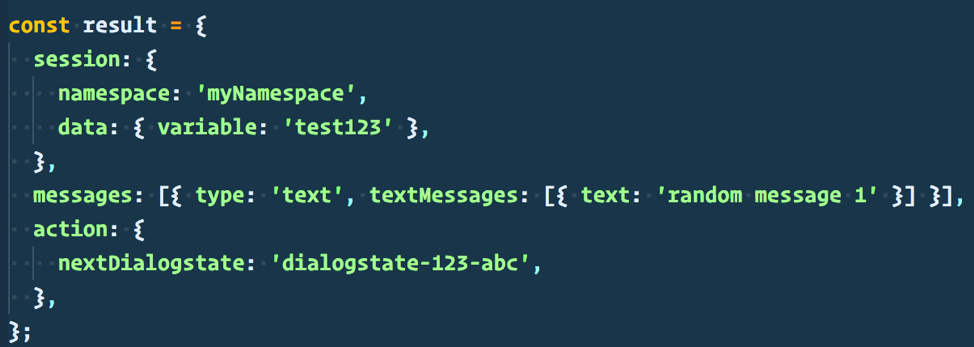 const result = {
  session: {
    namespace: 'myNamespace',
    data: { variable: 'test123' },
  },
  messages: [{ type: 'text', textMessages: [{ text: 'random message 1' }] }],
  action: {
    nextDialogstate: 'dialogstate-123-abc',
  },
};